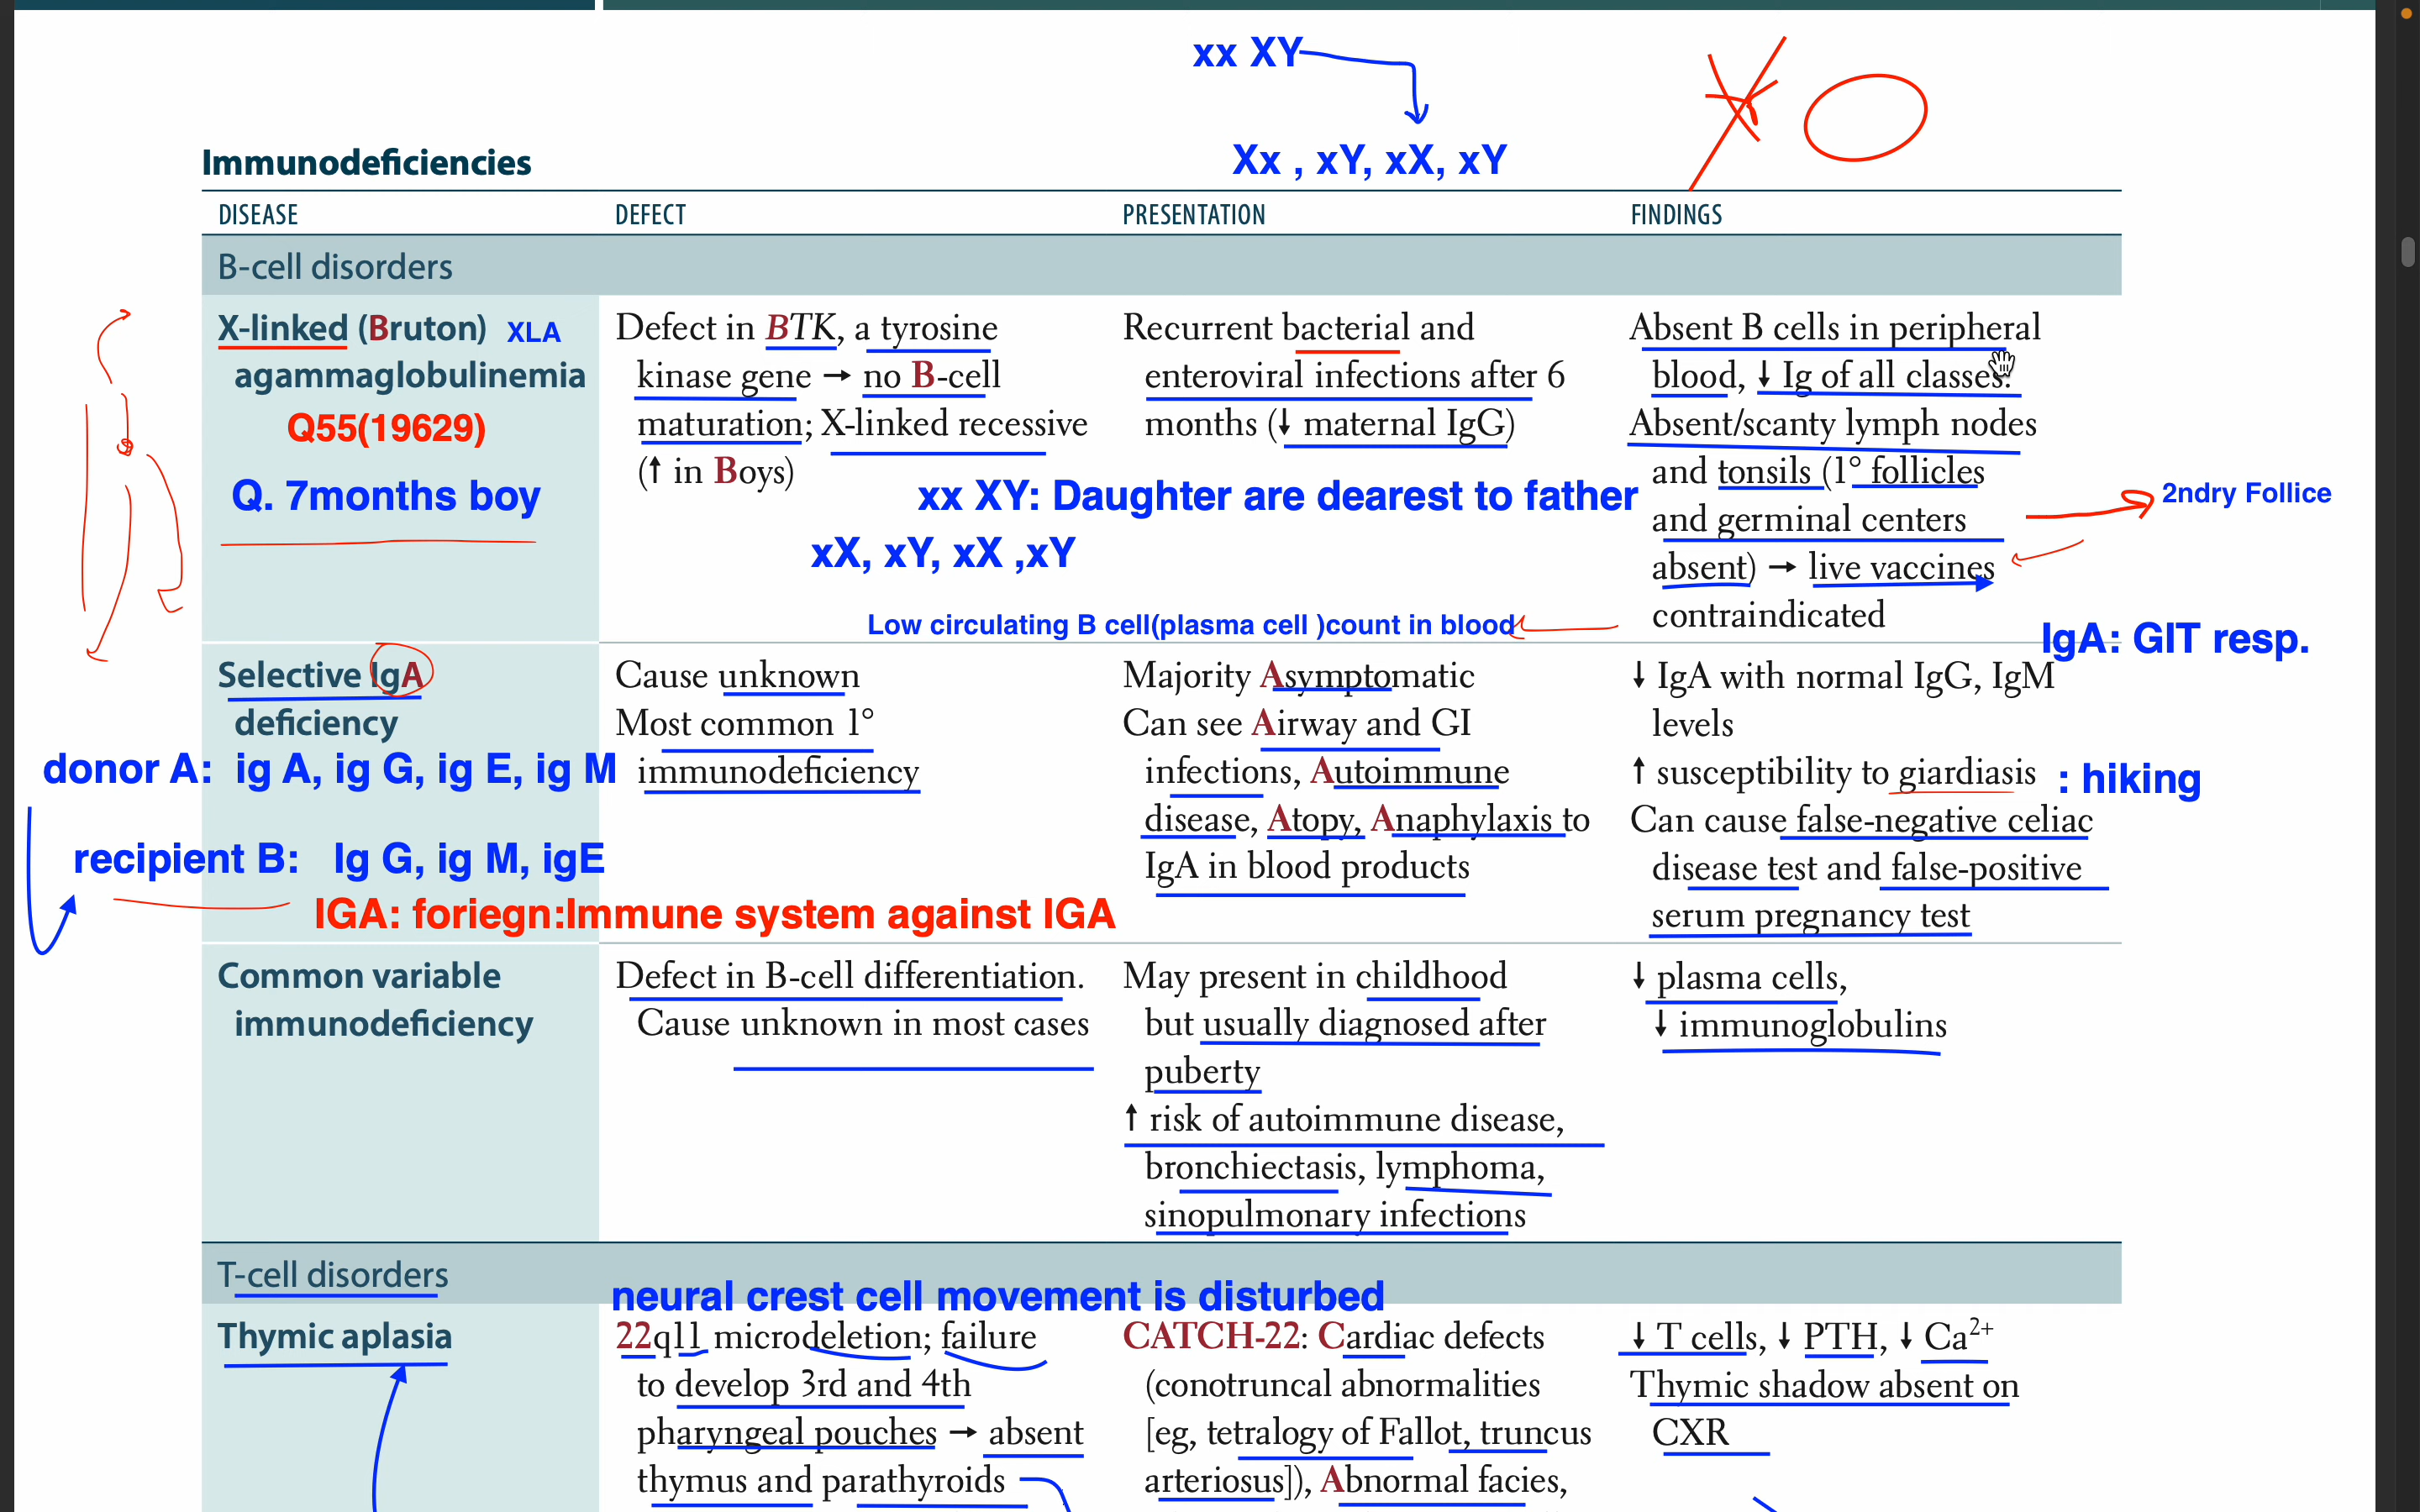 xx XY
Xx , xY, xX, xY
Immunodeficiencies
DISEASE DEFECT PRESENTATION FINDINGS
B-cell disorders
X-linked (Bruton) XLA
agammaglobulinemia
Q55(19629)
Q. 7months boy
Defect in BTK, a tyrosine
kinase gene → no B-cell
maturation; X-linked recessive
(↑ in Boys)
Recurrent bacterial and
enteroviral infections after 6
months (↓ maternal IgG)
xx XY: Daughter are dearest to father
xX, xY, xX ,xY
Low circulating B cell(plasma cell )count in blood
Absent B cells in peripheral
blood, ↓ Ig of all classes.
Absent/scanty lymph nodes
and tonsils (1° follicles
and germinal centers
absent) → live vaccines
contraindicated
2ndry Follice
IgA: GIT resp.
Selective IgA
deficiency
donor A: ig A, ig G, ig E, ig M
recipient B: Ig G, ig M, igE
IGA: foriegn:Immune system against IGA
Cause unknown
Most common 1°
immunodeficiency
Majority Asymptomatic
Can see Airway and GI
infections, Autoimmune
disease, Atopy, Anaphylaxis to
IgA in blood products
↓ IgA with normal IgG, IgM
levels
↑ susceptibility to giardiasis : hiking
Can cause false-negative celiac
disease test and false-positive
serum pregnancy test
Common variable
immunodeficiency
Defect in B-cell differentiation.
Cause unknown in most cases
May present in childhood
but usually diagnosed after
puberty
↑ risk of autoimmune disease,
bronchiectasis, lymphoma,
sinopulmonary infections
↓ plasma cells,
↓ immunoglobulins
T-cell disorders
neural crest cell movement is disturbed
Thymic aplasia
22q11 microdeletion; failure
to develop 3rd and 4th
pharyngeal pouches → absent
thymus and parathyroids
CATCH-22: Cardiac defects
(conotruncal abnormalities
[eg, tetralogy of Fallot, truncus
arteriosus]), Abnormal facies,
↓ T cells, ↓ PTH, ↓ Ca2+
Thymic shadow absent on
CXR